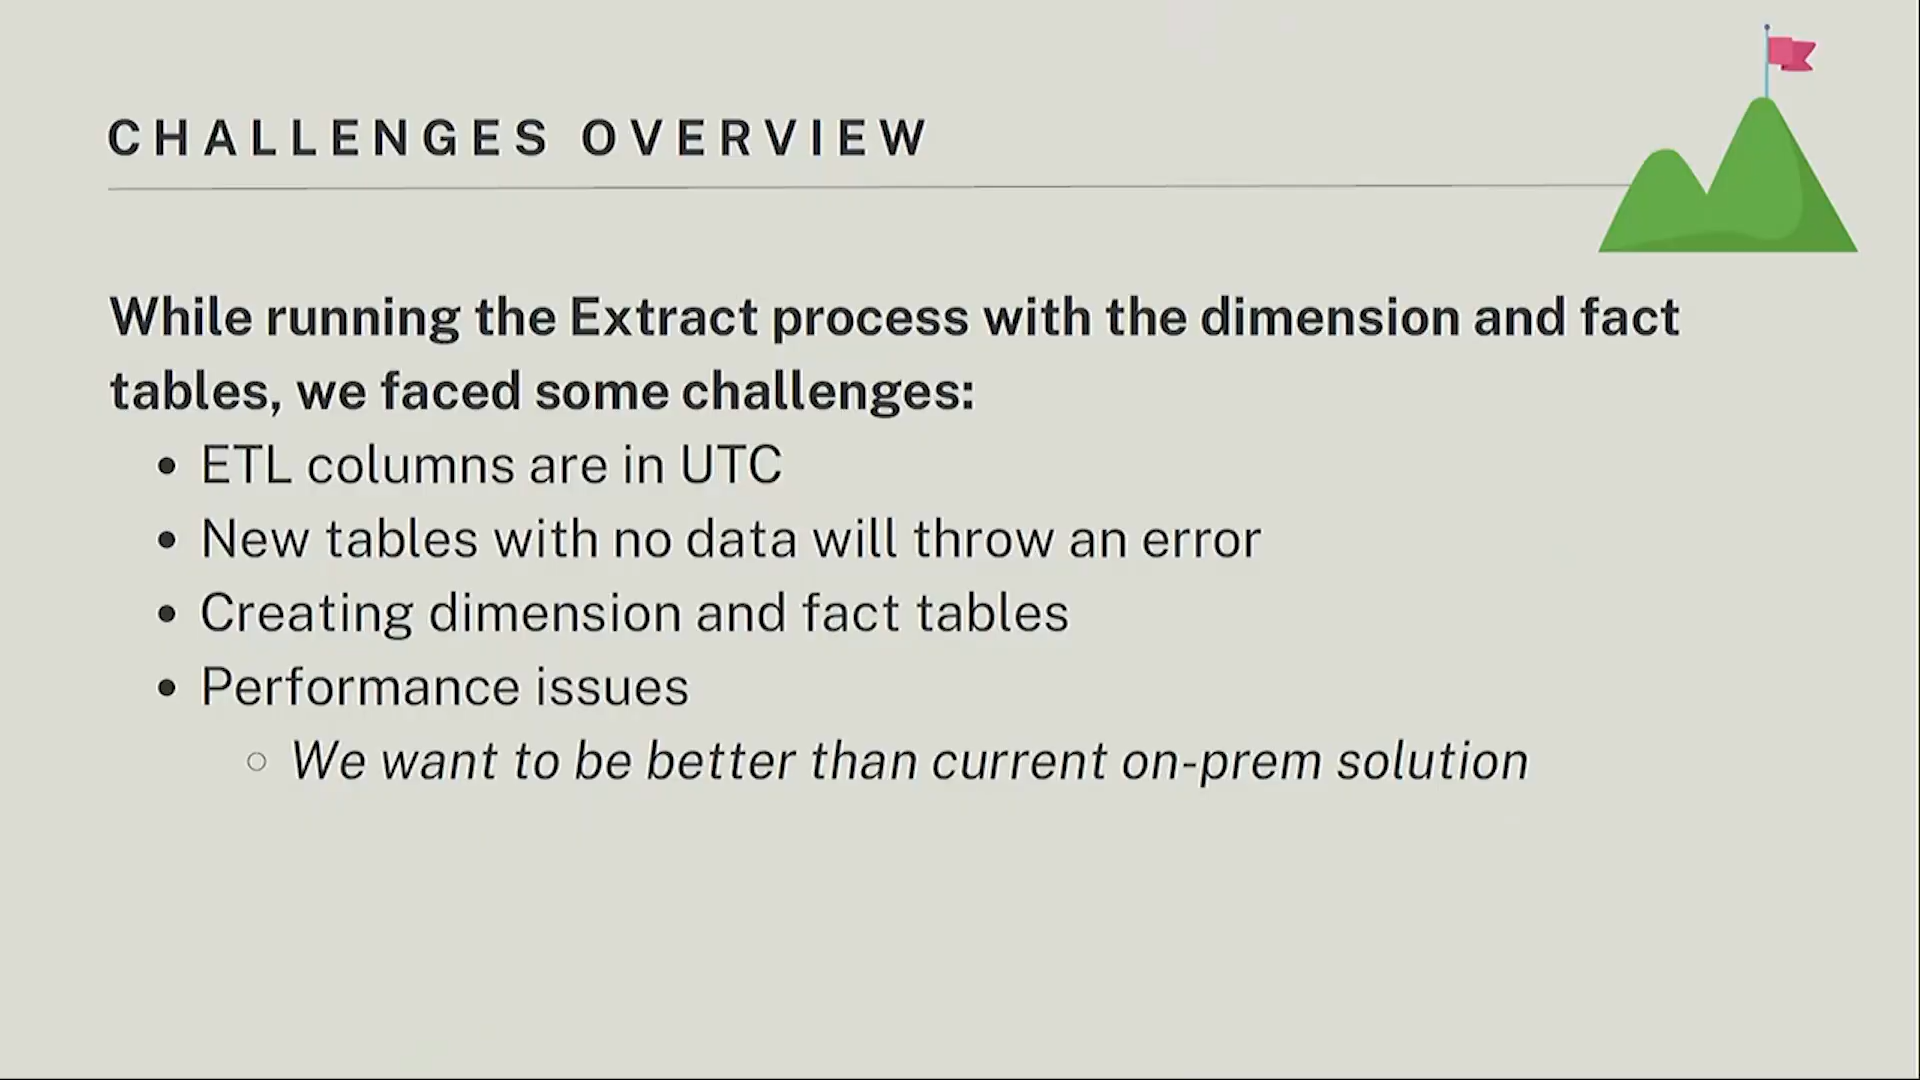 CHALLENGES OVERVIEW
While running the Extract process with the dimension and fact
tables, we faced some challenges:
• ETL columns are in UTC
• New tables with no data will throw an error
• Creating dimension and fact tables
• Performance issues
○ We want to be better than current on-prem solution